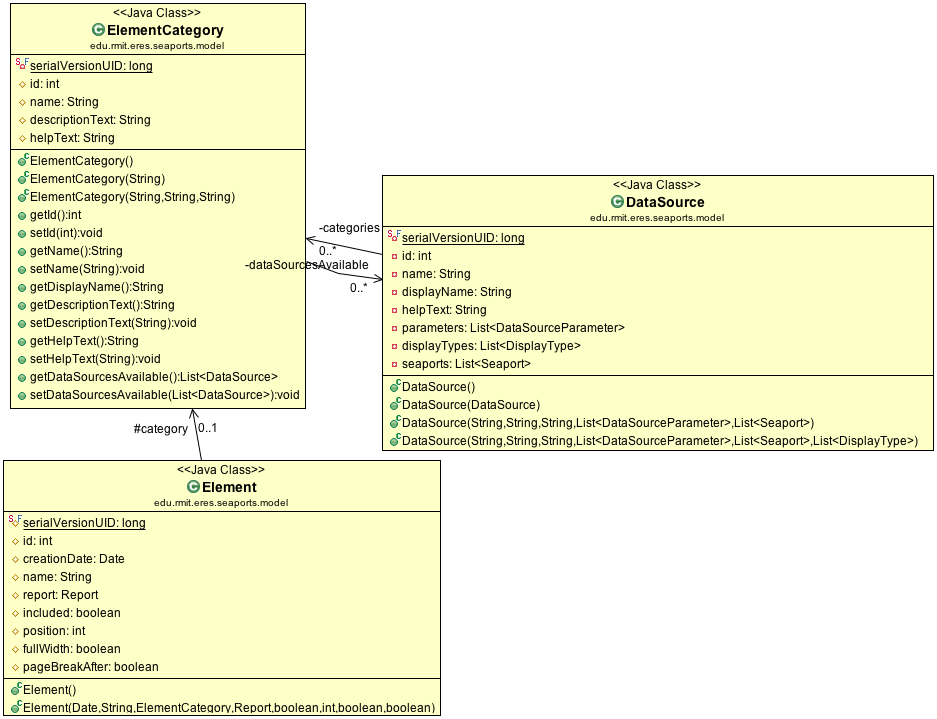 <<Java Class>>
ElementCategory
edu.rmit.eres.seaports.model
serialVersionUID: long
id: int
name: String
descriptionText: String
helpText: String
ElementCategory()
ElementCategory(String)
ElementCategory(String,String,String)
getId():int
setId(int):void
getName():String
setName(String):void
getDisplayName():String
getDescriptionText():String
setDescriptionText(String):void
getHelpText():String
setHelpText(String):void
getDataSourcesAvailable():List<DataSource>
setDataSourcesAvailable(List<DataSource>):void
-categories
0..*
-dataSourcesAvailable
0..*
<<Java Class>>
DataSource
edu.rmit.eres.seaports.model
serialVersionUID: long
id: int
name: String
displayName: String
helpText: String
parameters: List<DataSourceParameter>
displayTypes: List<DisplayType>
seaports: List<Seaport>
DataSource()
DataSource(DataSource)
DataSource(String,String,String,List<DataSourceParameter>,List<Seaport>)
DataSource(String,String,String,List<DataSourceParameter>,List<Seaport>,List<DisplayType>)
#category
0..1
<<Java Class>>
Element
edu.rmit.eres.seaports.model
serialVersionUID: long
id: int
creationDate: Date
name: String
report: Report
included: boolean
position: int
fullWidth: boolean
pageBreakAfter: boolean
Element()
Element(Date,String,ElementCategory,Report,boolean,int,boolean,boolean)